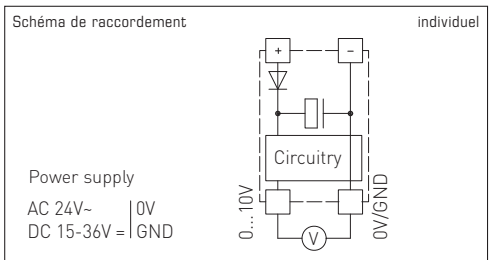 Schéma de raccordement individuel
+ −
Circuitry
Power supply
AC 24V~ 0V
DC 15-36V = GND
0...10V
0V/GND
V